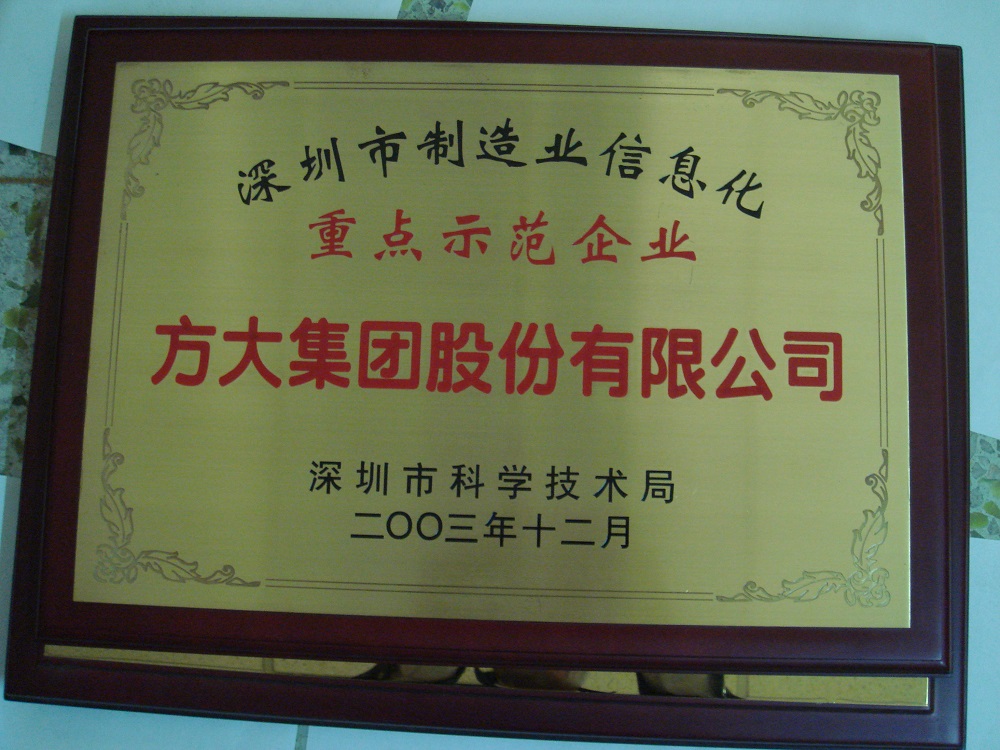 深圳市制造业信息化
重点示范企业
方大集团股份有限公司
深圳市科学技术局
二〇〇三年十二月